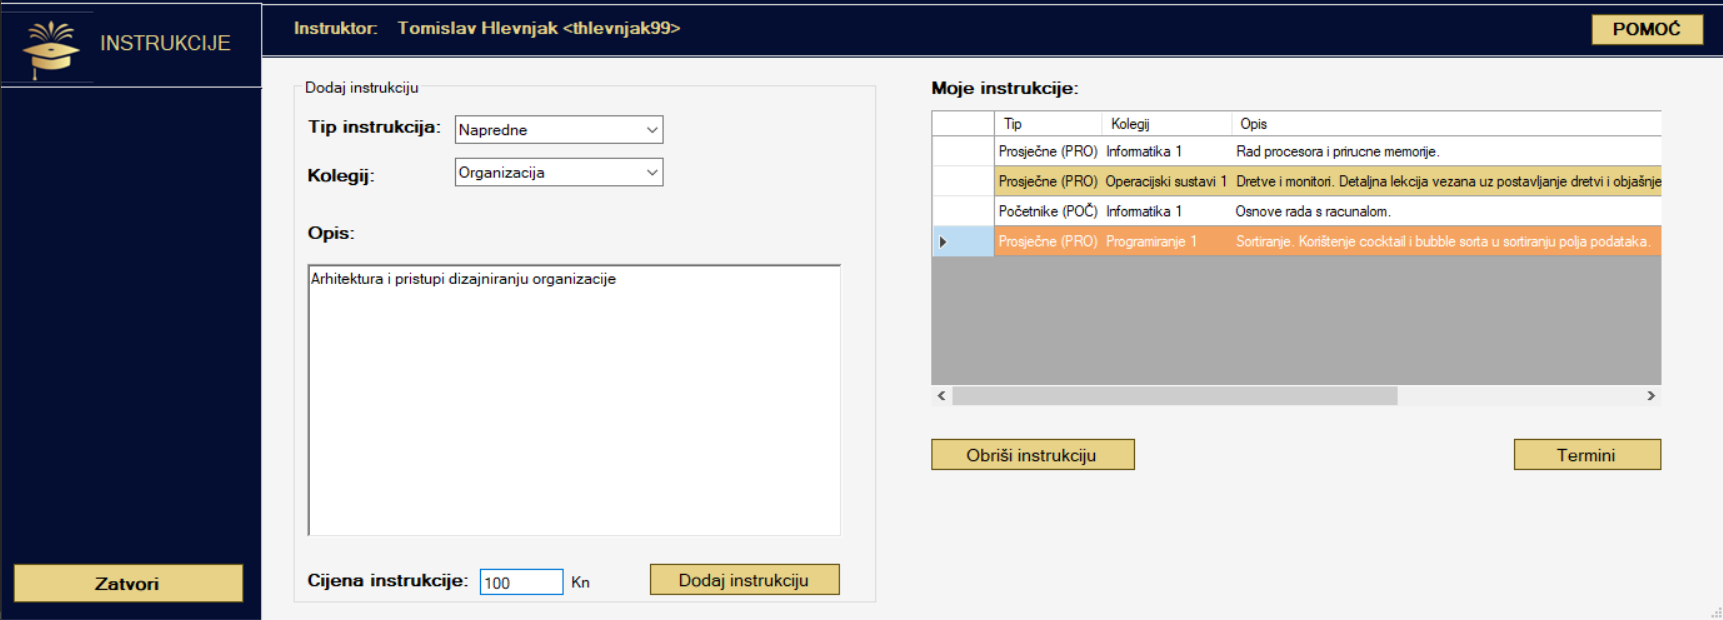 INSTRUKCIJE
Instruktor: Tomislav Hlevnjak <thlevnjak99>
POMOĆ
Dodaj instrukciju
Tip instrukcija: Napredne
Kolegij: Organizacija
Opis:
Arhitektura i pristupi dizajniranju organizacije
Cijena instrukcije: 100 Kn
Dodaj instrukciju
Moje instrukcije:
Tip Kolegij Opis
Prosječne (PRO) Informatika 1 Rad procesora i prirucne memorije.
Prosječne (PRO) Operacijski sustavi 1 Dretve i monitori. Detaljna lekcija vezana uz postavljanje dretvi i objašnje
Početnike (POČ) Informatika 1 Osnove rada s racunalom.
Prosječne (PRO) Programiranje 1 Sortiranje. Korištenje cocktail i bubble sorta u sortiranju polja podataka.
Obriši instrukciju
Termini
Zatvori